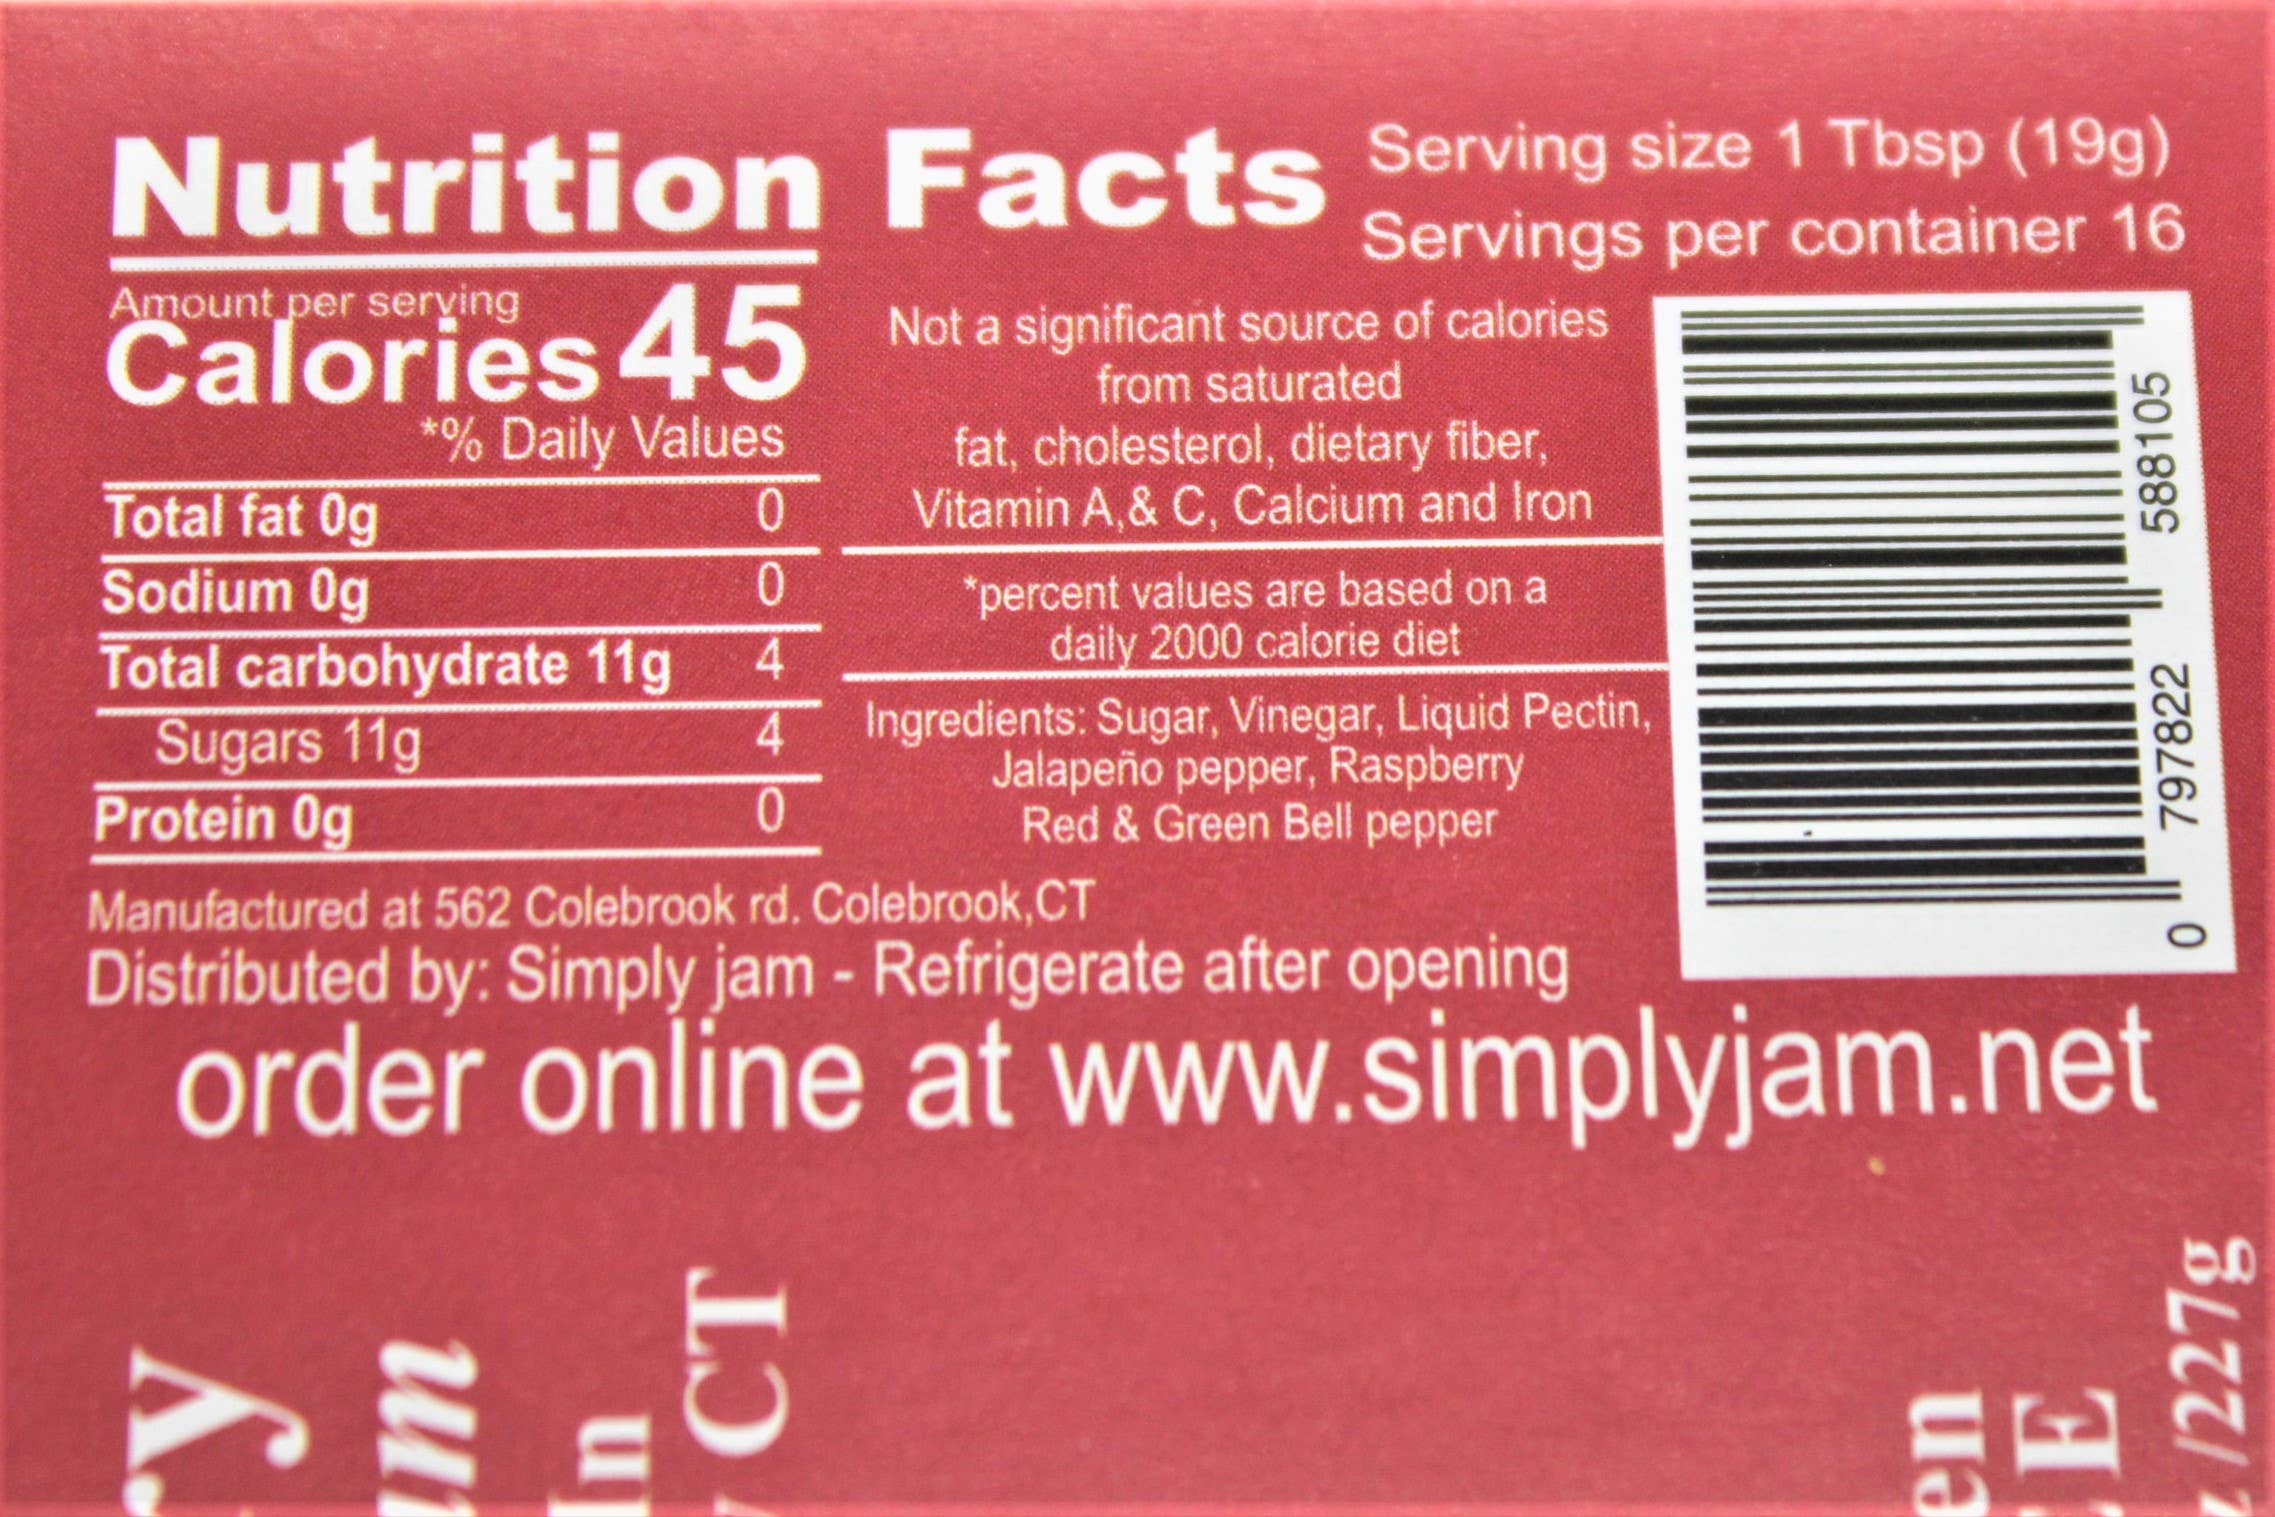 Nutrition Facts
Serving size 1 Tbsp (19g)
Servings per container 16
Amount per serving
Calories 45
*% Daily Values
Total fat 0g 0
Sodium 0g 0
Total carbohydrate 11g 4
Sugars 11g 4
Protein 0g 0
Not a significant source of calories
from saturated
fat, cholesterol, dietary fiber,
Vitamin A,& C, Calcium and Iron
*percent values are based on a
daily 2000 calorie diet
Ingredients: Sugar, Vinegar, Liquid Pectin,
Jalapeño pepper, Raspberry
Red & Green Bell pepper
0 797822 588105
Manufactured at 562 Colebrook rd. Colebrook,CT
Distributed by: Simply jam - Refrigerate after opening
order online at www.simplyjam.net
CT
/227g